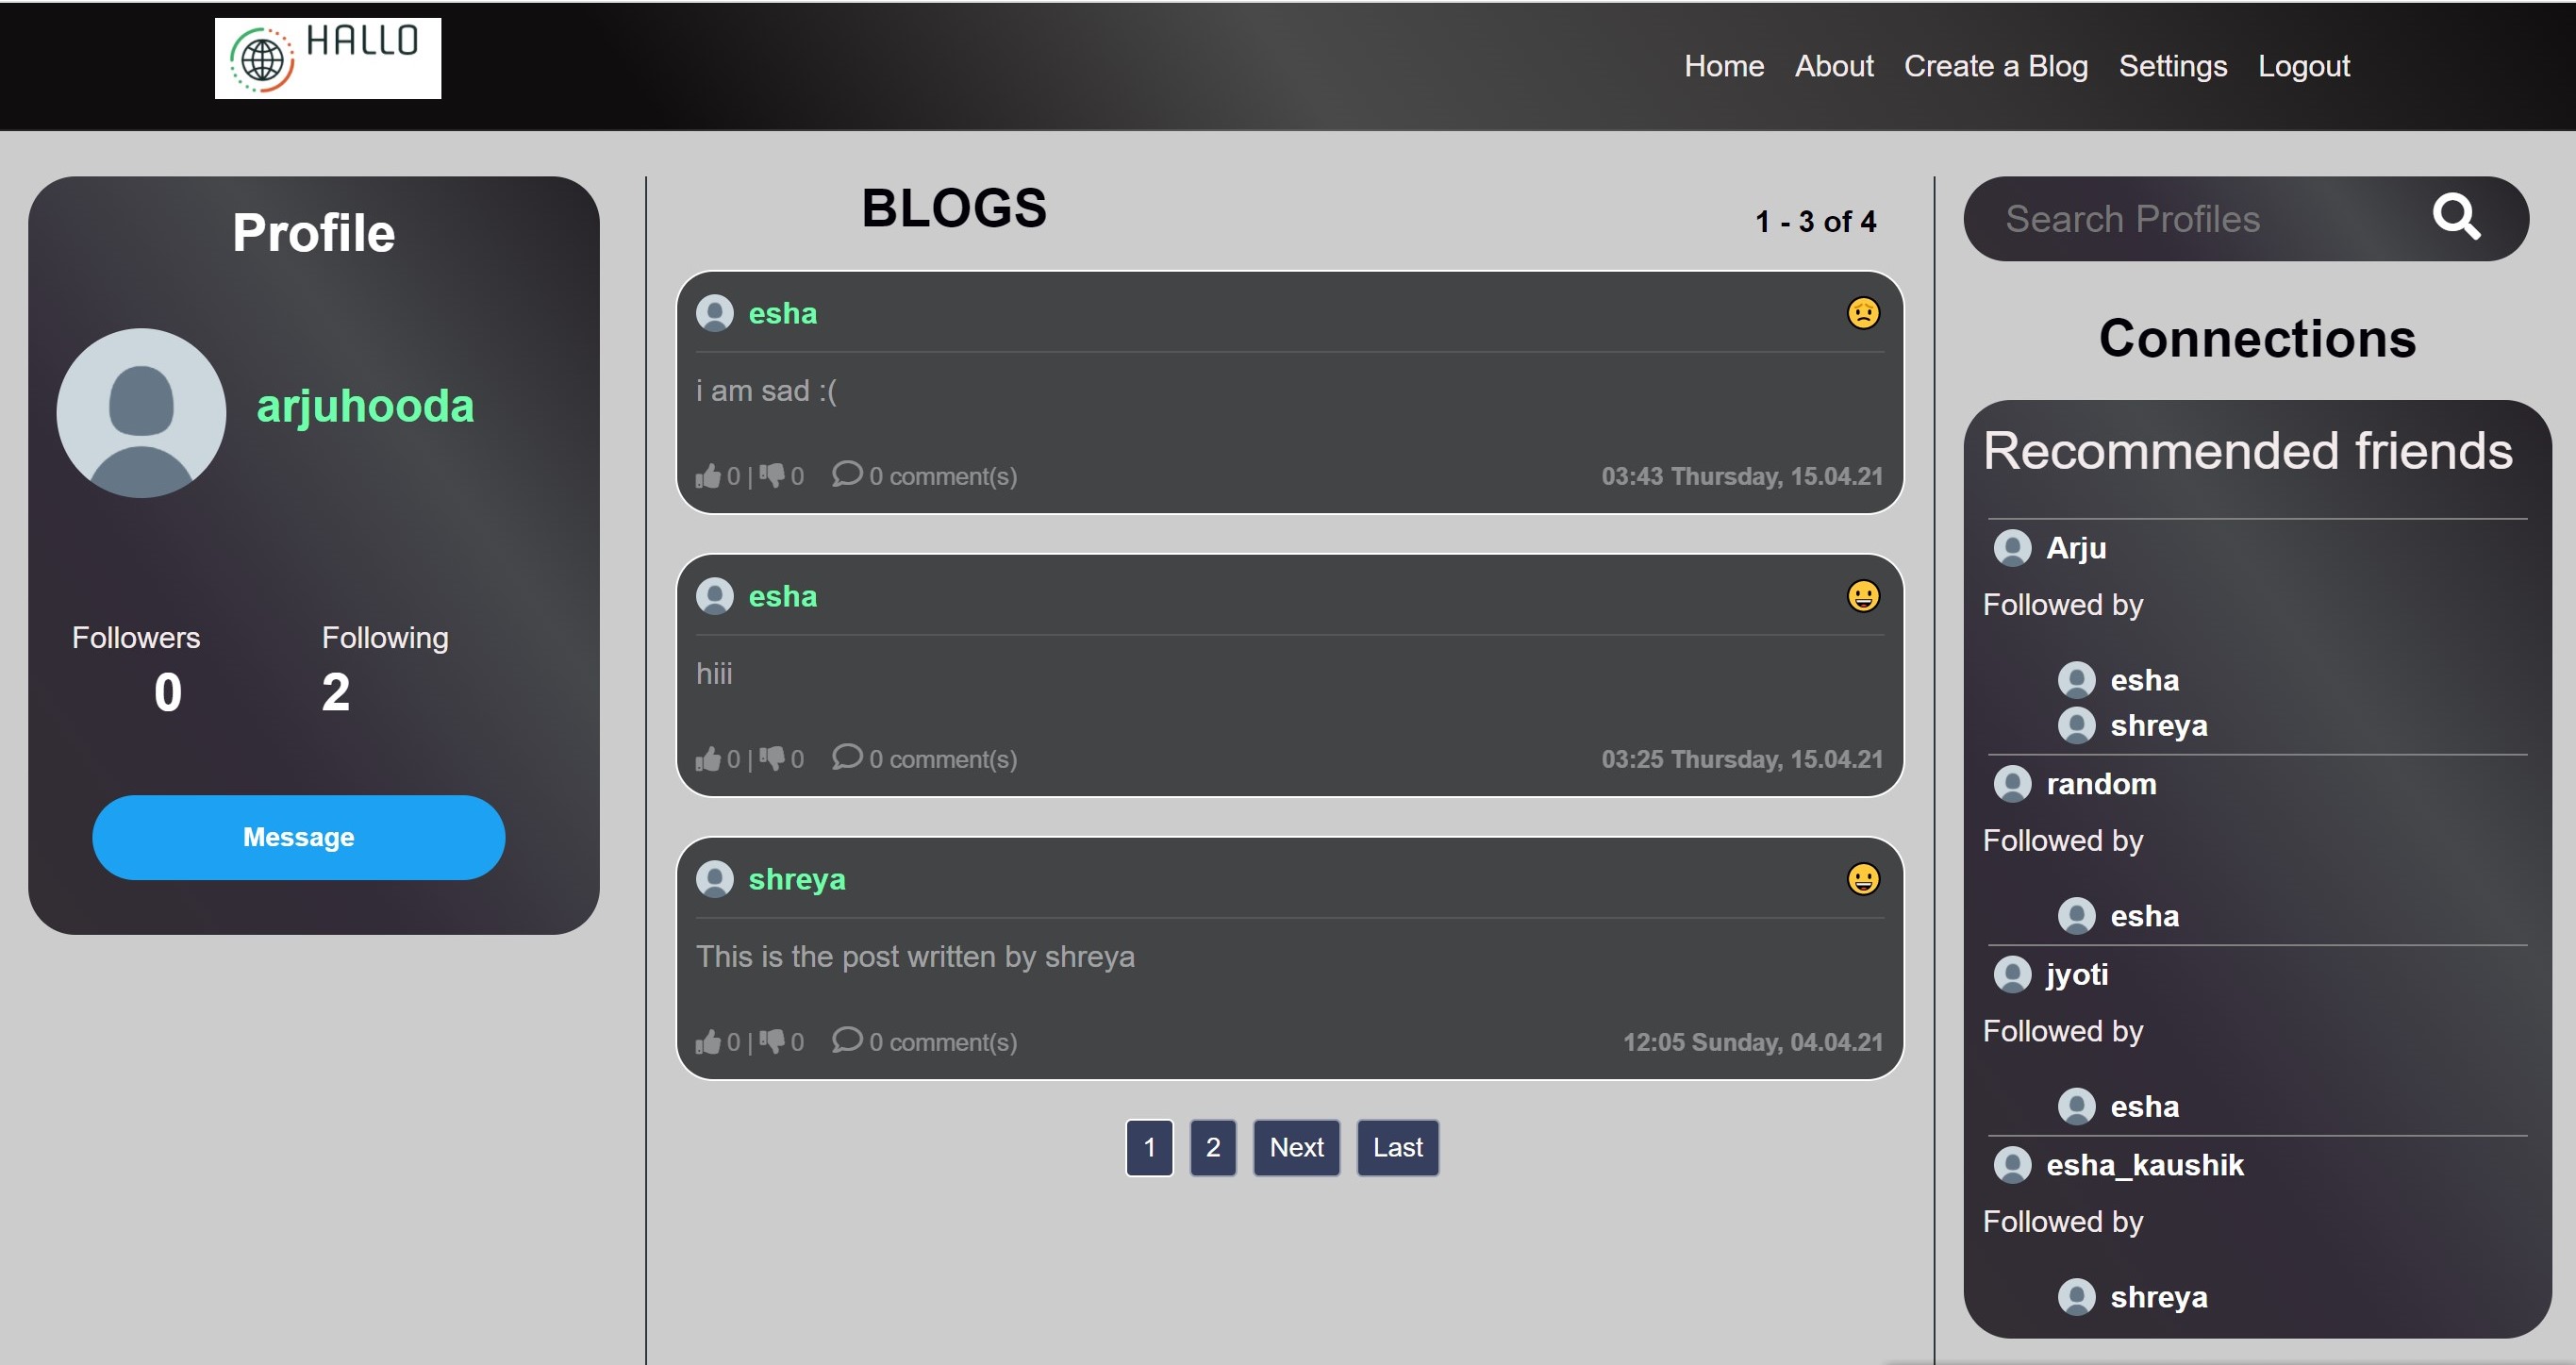 HALLO
Home About Create a Blog Settings Logout
Profile
arjuhooda
Followers Following
0 2
Message
BLOGS
1 - 3 of 4
esha
i am sad :(
0 | 0 0 comment(s) 03:43 Thursday, 15.04.21
esha
hiii
0 | 0 0 comment(s) 03:25 Thursday, 15.04.21
shreya
This is the post written by shreya
0 | 0 0 comment(s) 12:05 Sunday, 04.04.21
1 2 Next Last
Search Profiles
Connections
Recommended friends
Arju
Followed by
esha
shreya
random
Followed by
esha
jyoti
Followed by
esha
esha_kaushik
Followed by
shreya